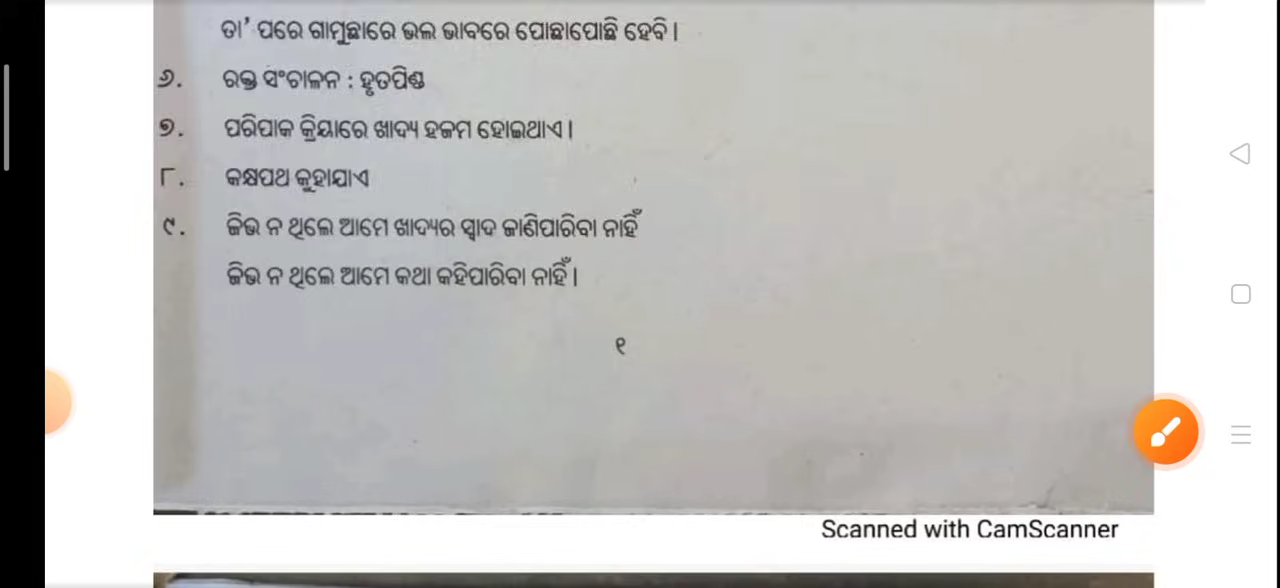 ତା' ପରେ ଗାମୁଛାରେ ଭଲ ଭାବରେ ପୋଛାପୋଛି ହେବି ।
୬. ରକ୍ତ ସଂଚାଳନ : ହୃତପିଣ୍ଡ
୭. ପରିପାକ କ୍ରିୟାରେ ଖାଦ୍ୟ ହଜମ ହୋଇଥାଏ ।
୮. କକ୍ଷପଥ କୁହାଯାଏ
୯. ଜିଭ ନ ଥିଲେ ଆମେ ଖାଦ୍ୟର ସ୍ୱାଦ ଜାଣିପାରିବା ନାହିଁ
ଜିଭ ନ ଥିଲେ ଆମେ କଥା କହିପାରିବା ନାହିଁ ।
୧
Scanned with CamScanner